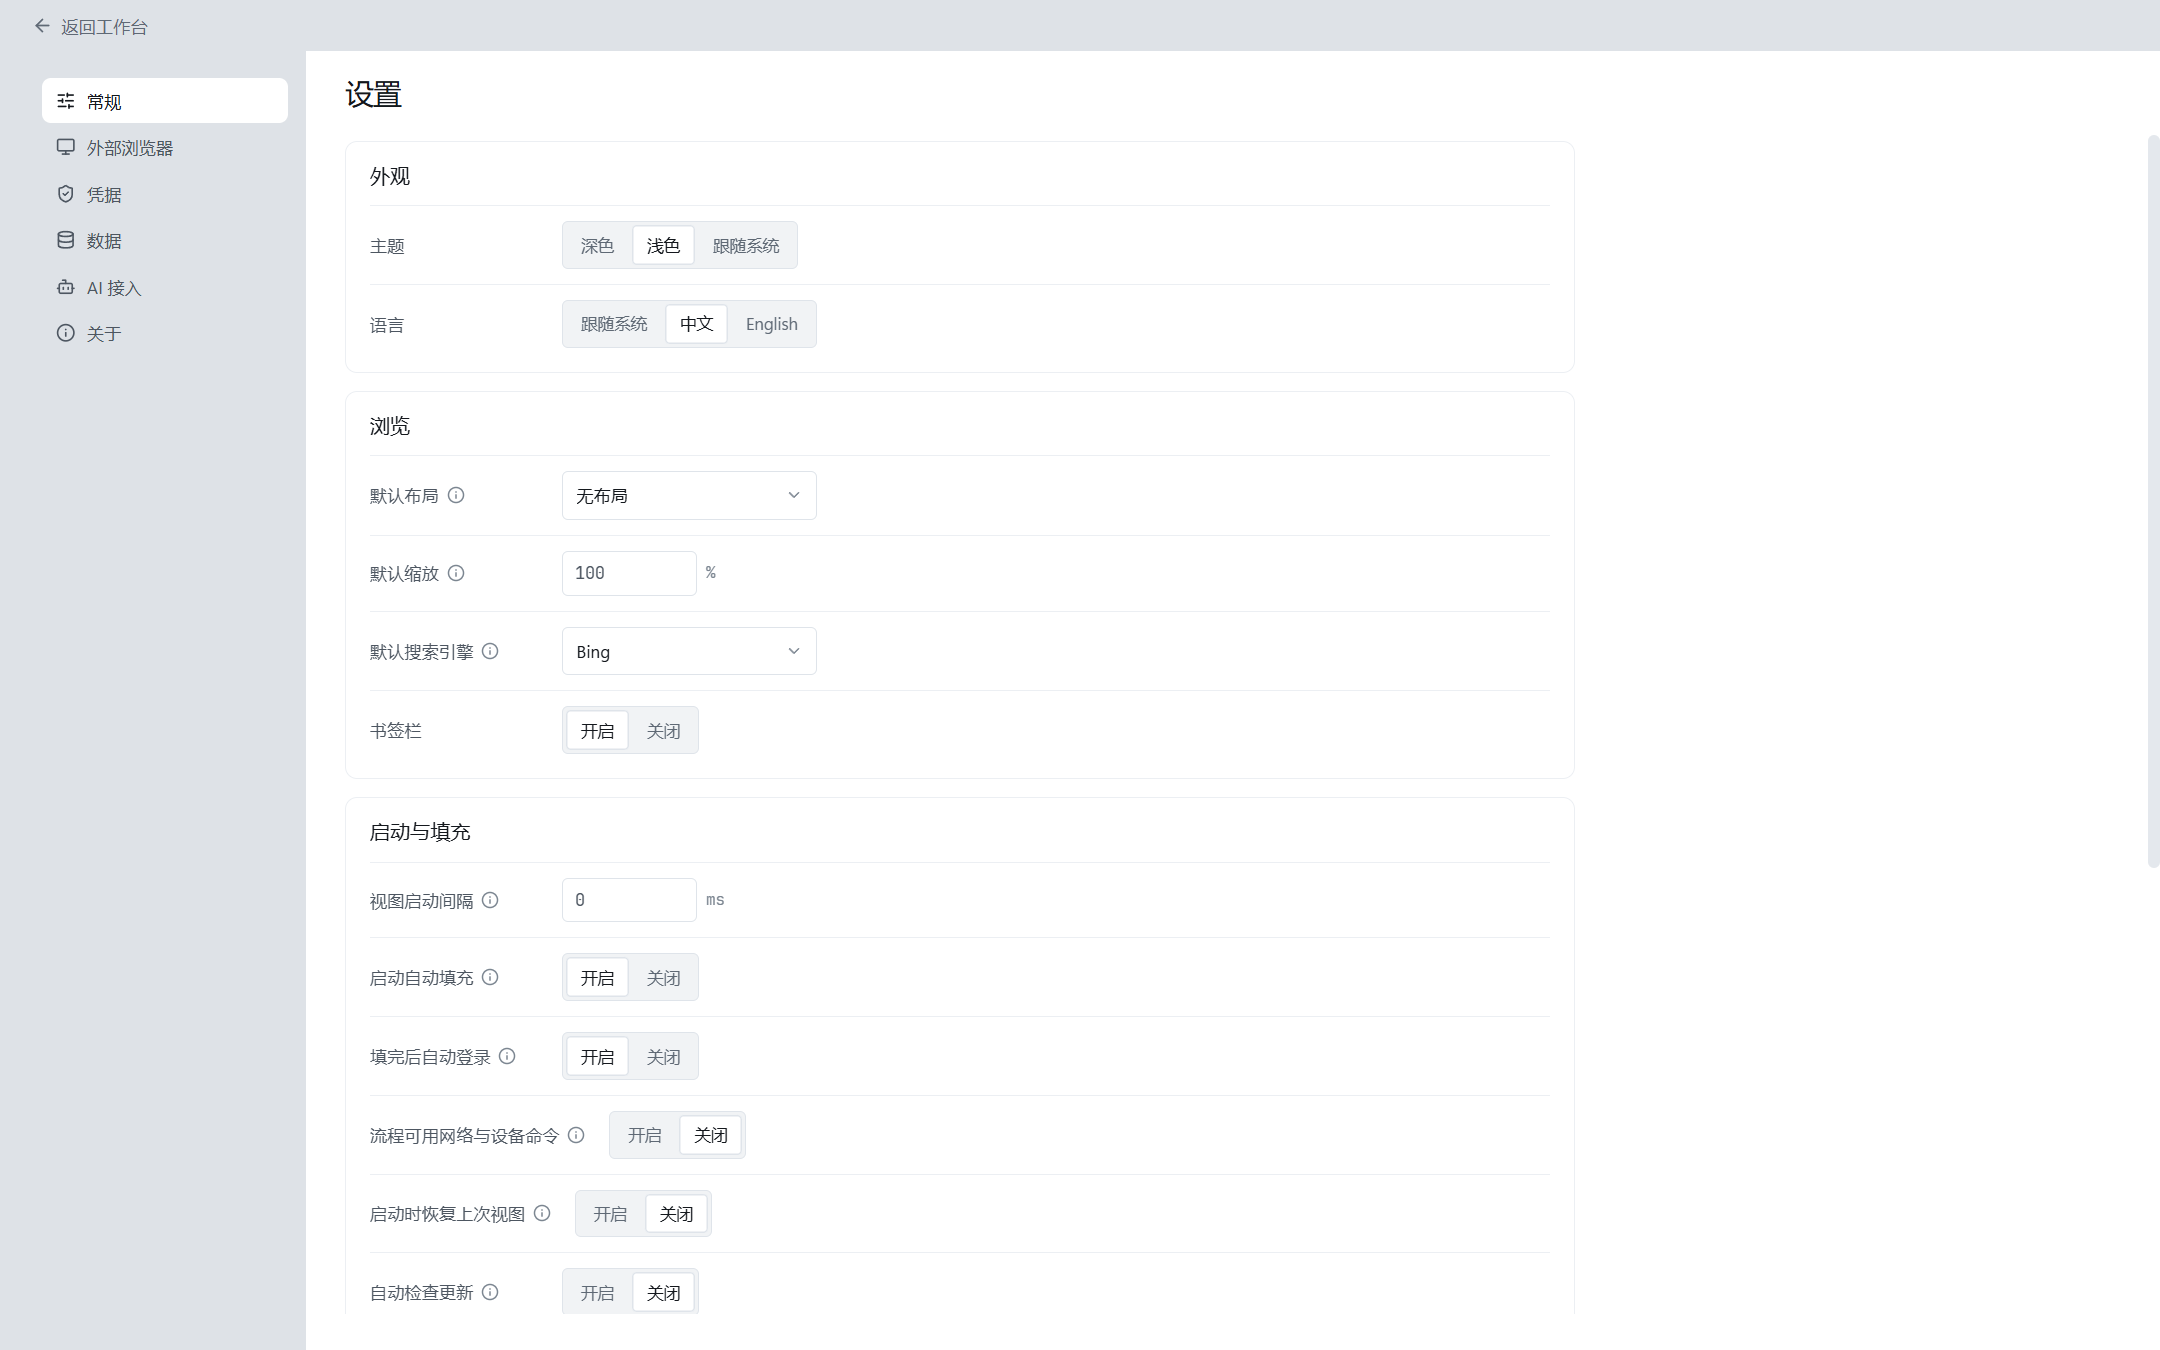 返回工作台
常规
外部浏览器
凭据
数据
AI 接入
关于
设置
外观
主题 深色 浅色 跟随系统
语言 跟随系统 中文 English
浏览
默认布局 无布局
默认缩放 100 %
默认搜索引擎 Bing
书签栏 开启 关闭
启动与填充
视图启动间隔 0 ms
启动自动填充 开启 关闭
填完后自动登录 开启 关闭
流程可用网络与设备命令 开启 关闭
启动时恢复上次视图 开启 关闭
自动检查更新 开启 关闭